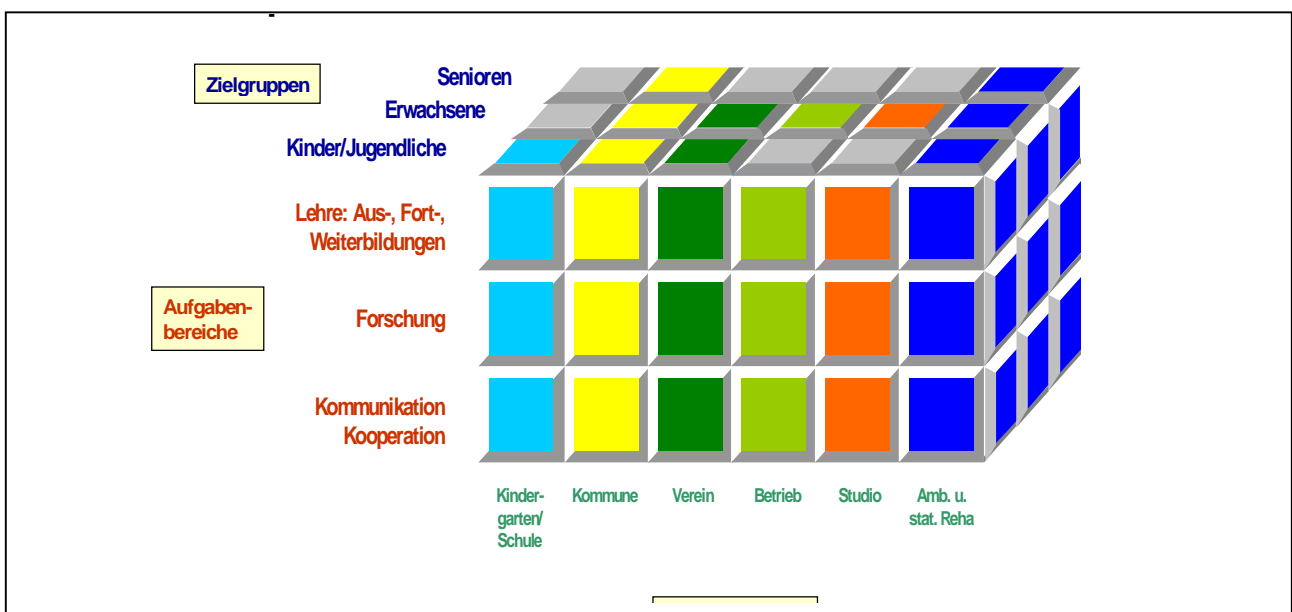 Zielgruppen
Senioren
Erwachsene
Kinder/Jugendliche
Lehre: Aus-, Fort-,
Weiterbildungen
Aufgaben-
bereiche
Forschung
Kommunikation
Kooperation
Kinder-
garten/
Schule
Kommune
Verein
Betrieb
Studio
Amb. u.
stat. Reha